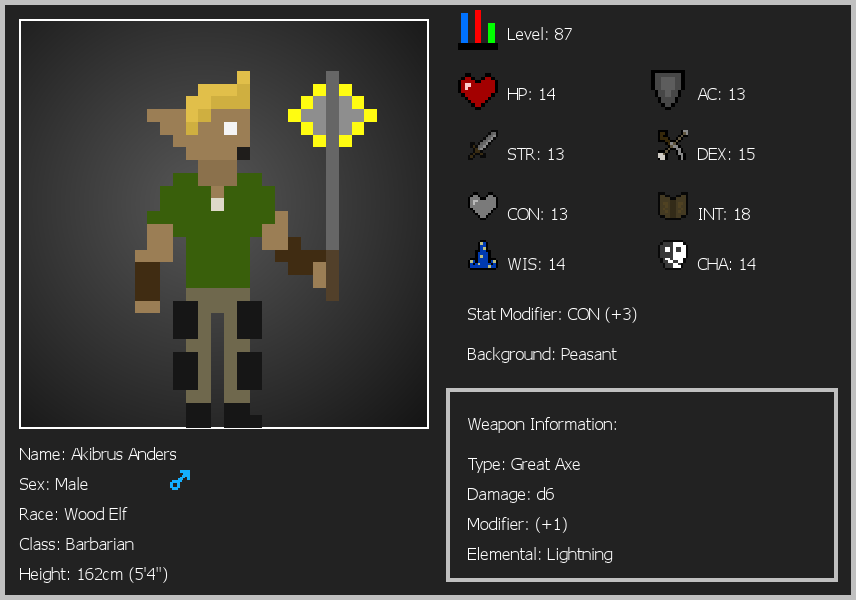 Level: 87
HP: 14
AC: 13
STR: 13
DEX: 15
CON: 13
INT: 18
WIS: 14
CHA: 14
Stat Modifier: CON (+3)
Background: Peasant
Weapon Information:
Type: Great Axe
Damage: d6
Modifier: (+1)
Elemental: Lightning
Name: Akibrus Anders
Sex: Male
Race: Wood Elf
Class: Barbarian
Height: 162cm (5'4")